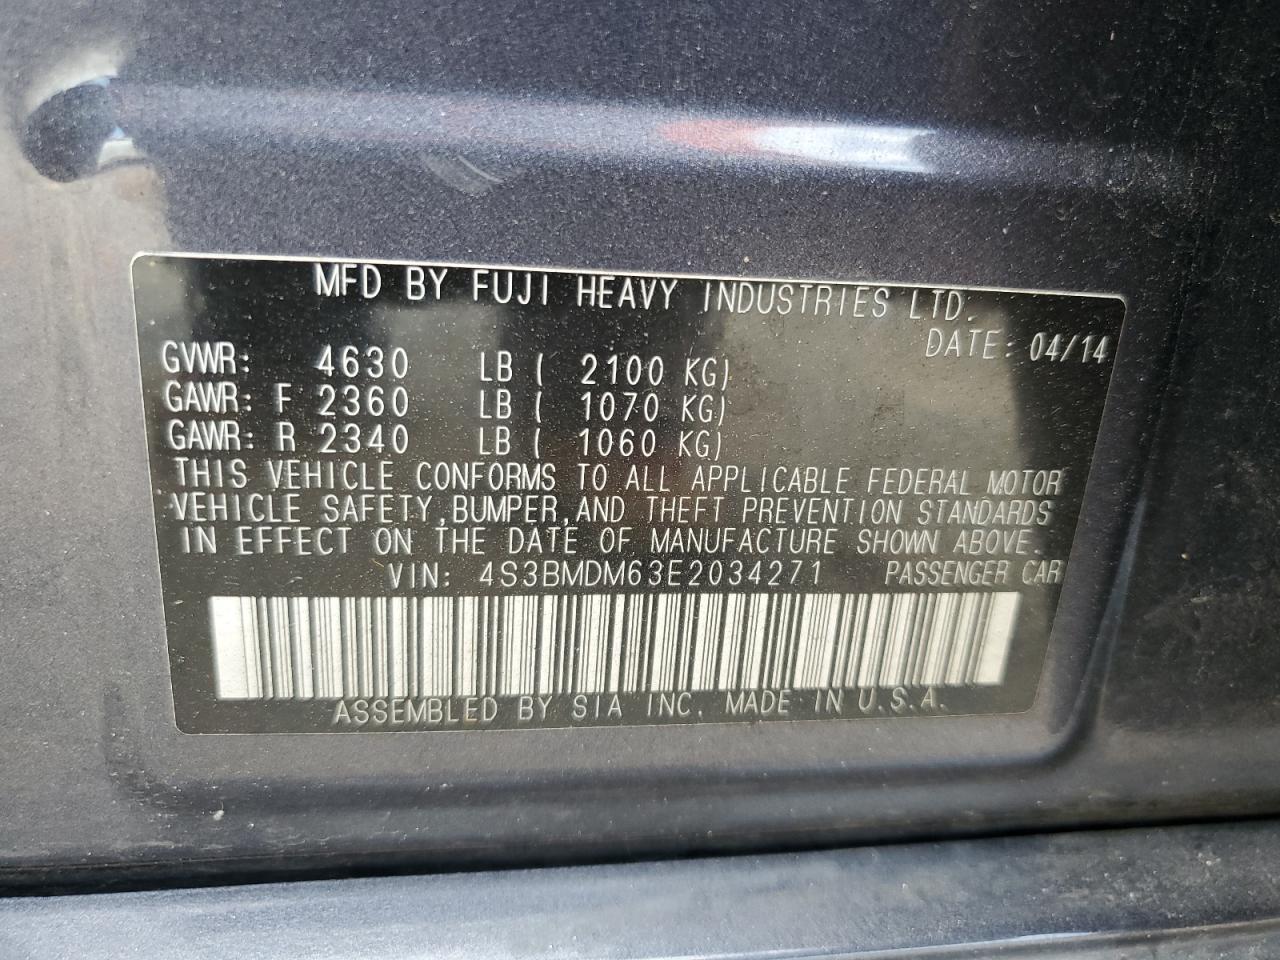 MFD BY FUJI HEAVY INDUSTRIES LTD.
DATE: 04/14
GVWR: 4630 LB ( 2100 KG)
GAWR: F 2360 LB ( 1070 KG)
GAWR: R 2340 LB ( 1060 KG)
THIS VEHICLE CONFORMS TO ALL APPLICABLE FEDERAL MOTOR
VEHICLE SAFETY,BUMPER,AND THEFT PREVENTION STANDARDS
IN EFFECT ON THE DATE OF MANUFACTURE SHOWN ABOVE.
VIN: 4S3BMDM63E2034271 PASSENGER CAR
ASSEMBLED BY SIA INC. MADE IN U.S.A.